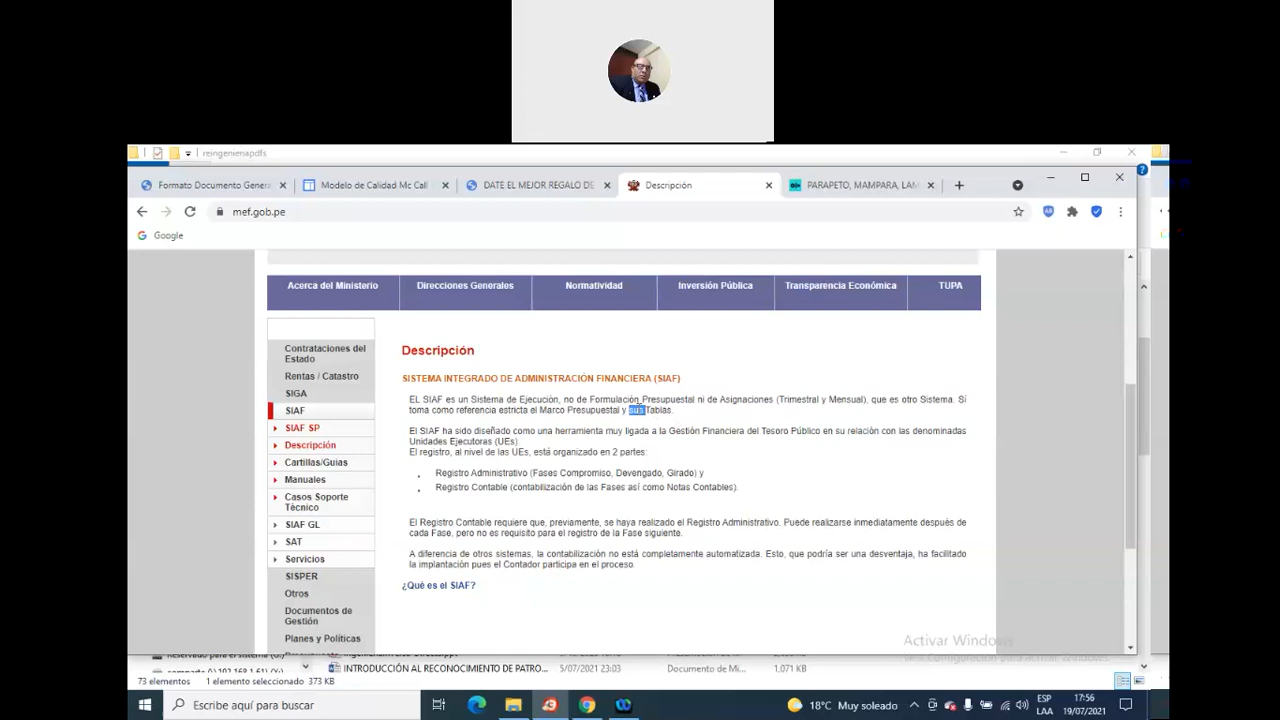 reingenieriapdfs
Formato Documento Genera
Modelo de Calidad Mc Call
DATE EL MEJOR REGALO DE
Descripción
PARAPETO, MAMPARA, LAM
mef.gob.pe
Google
Acerca del Ministerio
Direcciones Generales
Normatividad
Inversión Pública
Transparencia Económica
TUPA
Contrataciones del
Estado
Rentas / Catastro
SIGA
SIAF
SIAF SP
Descripción
Cartillas/Guias
Manuales
Casos Soporte
Técnico
SIAF GL
SAT
Servicios
SISPER
Otros
Documentos de
Gestión
Planes y Políticas
Descripción
SISTEMA INTEGRADO DE ADMINISTRACIÓN FINANCIERA (SIAF)
EL SIAF es un Sistema de Ejecución, no de Formulación Presupuestal ni de Asignaciones (Trimestral y Mensual), que es otro Sistema. Sí
toma como referencia estricta el Marco Presupuestal y sus Tablas.
El SIAF ha sido diseñado como una herramienta muy ligada a la Gestión Financiera del Tesoro Público en su relación con las denominadas
Unidades Ejecutoras (UEs).
El registro, al nivel de las UEs, está organizado en 2 partes:
Registro Administrativo (Fases Compromiso, Devengado, Girado) y
Registro Contable (contabilización de las Fases así como Notas Contables).
El Registro Contable requiere que, previamente, se haya realizado el Registro Administrativo. Puede realizarse inmediatamente después de
cada Fase, pero no es requisito para el registro de la Fase siguiente.
A diferencia de otros sistemas, la contabilización no está completamente automatizada. Esto, que podría ser una desventaja, ha facilitado
la implantación pues el Contador participa en el proceso
¿Qué es el SIAF?
Activar Windows
INTRODUCCIÓN AL RECONOCIMIENTO DE PATRO... 5/07/2021 23:03 Documento de Mi... 1,071 KB
73 elementos 1 elemento seleccionado 373 KB
Escribe aquí para buscar
18°C Muy soleado
ESP
LAA
17:56
19/07/2021